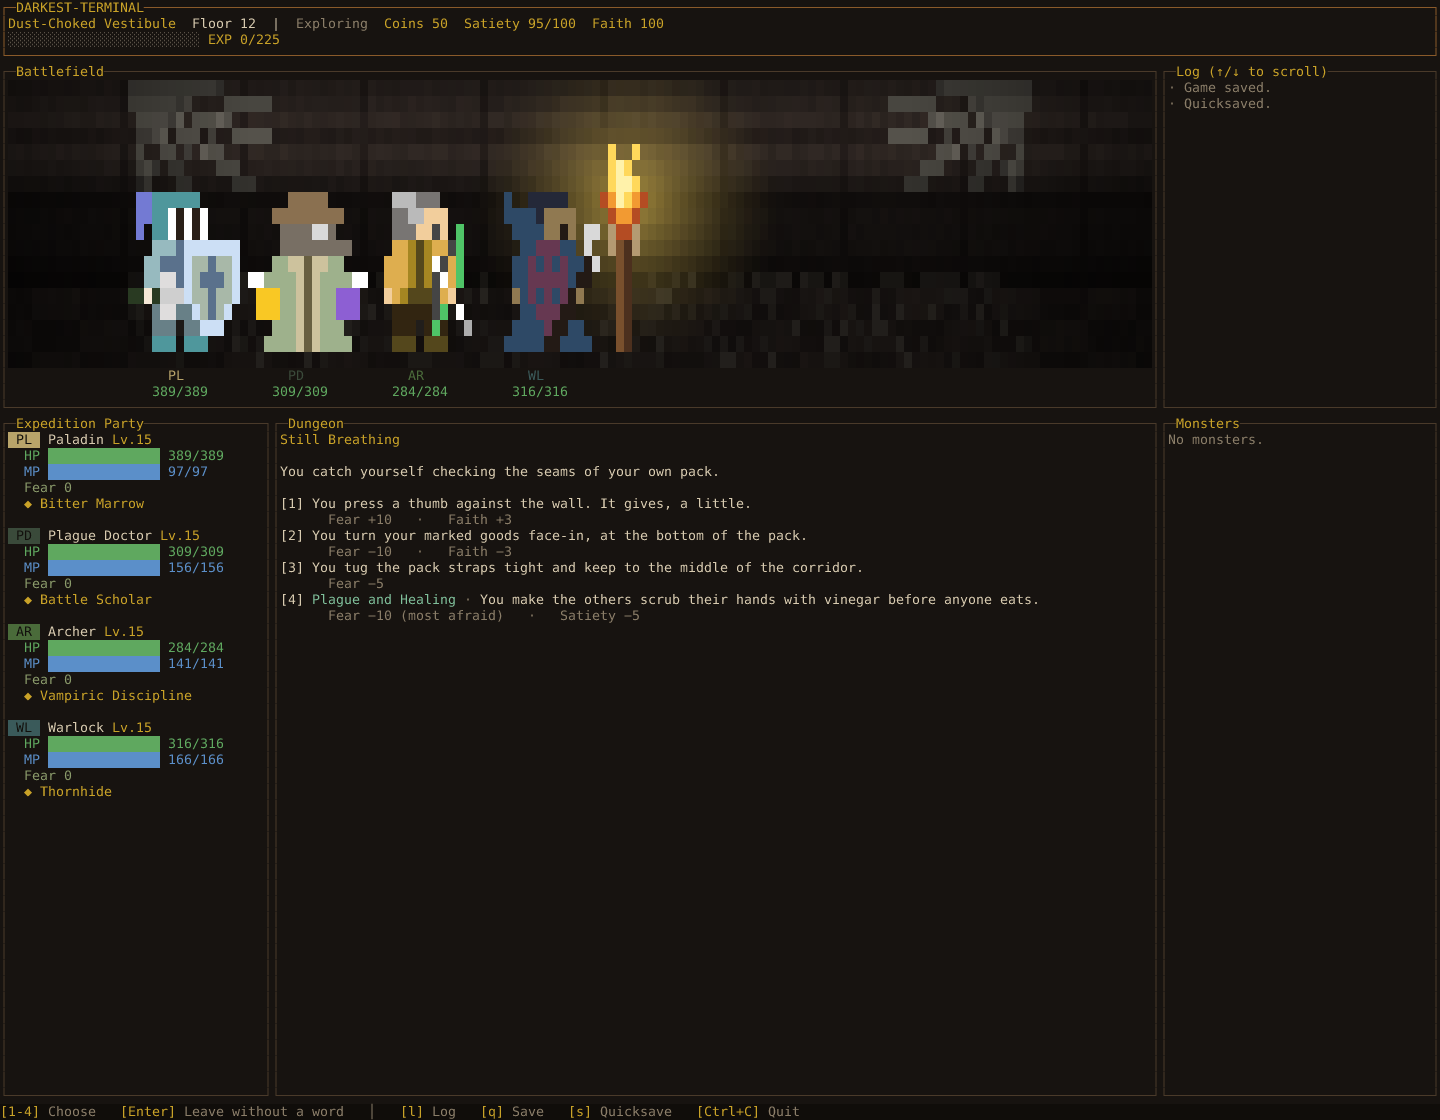 DARKEST-TERMINAL
Dust-Choked Vestibule Floor 12 | Exploring Coins 50 Satiety 95/100 Faith 100
EXP 0/225
Battlefield
PL PD AR WL
389/389 309/309 284/284 316/316
Log (↑/↓ to scroll)
· Game saved.
· Quicksaved.
Expedition Party
PL Paladin Lv.15
HP 389/389
MP 97/97
Fear 0
◆ Bitter Marrow
PD Plague Doctor Lv.15
HP 309/309
MP 156/156
Fear 0
◆ Battle Scholar
AR Archer Lv.15
HP 284/284
MP 141/141
Fear 0
◆ Vampiric Discipline
WL Warlock Lv.15
HP 316/316
MP 166/166
Fear 0
◆ Thornhide
Dungeon
Still Breathing
You catch yourself checking the seams of your own pack.
[1] You press a thumb against the wall. It gives, a little.
Fear +10 · Faith +3
[2] You turn your marked goods face-in, at the bottom of the pack.
Fear −10 · Faith −3
[3] You tug the pack straps tight and keep to the middle of the corridor.
Fear −5
[4] Plague and Healing · You make the others scrub their hands with vinegar before anyone eats.
Fear −10 (most afraid) · Satiety −5
Monsters
No monsters.
[1-4] Choose [Enter] Leave without a word │ [l] Log [q] Save [s] Quicksave [Ctrl+C] Quit